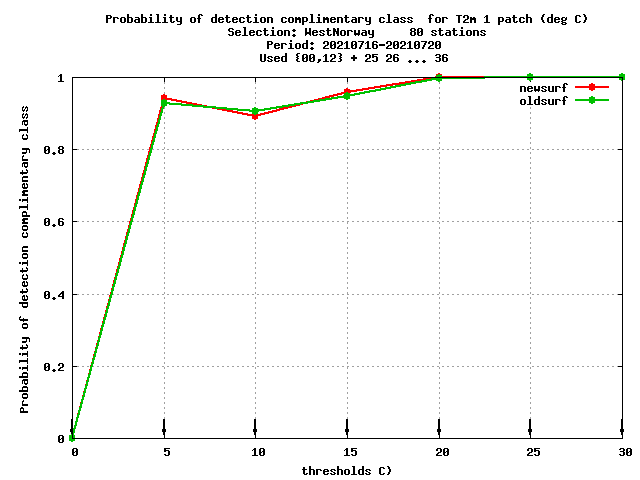 Probability of detection complimentary class  for T2m 1 patch (deg C)
Selection: WestNorway     80 stations
Period: 20210716-20210720
Used {00,12} + 25 26 ... 36
newsurf
oldsurf
1
0.8
0.6
0.4
0.2
0
Probability of detection complimentary class
0 5 10 15 20 25 30
thresholds C)